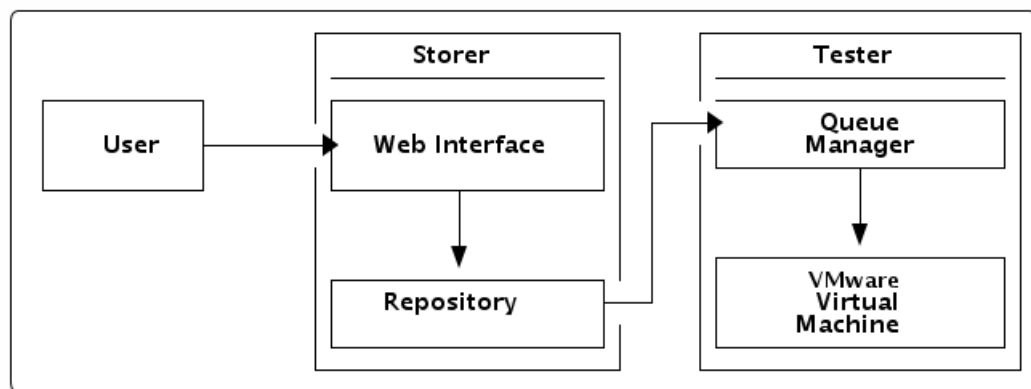 Storer
Tester
User
Web Interface
Queue
Manager
Repository
VMware
Virtual
Machine